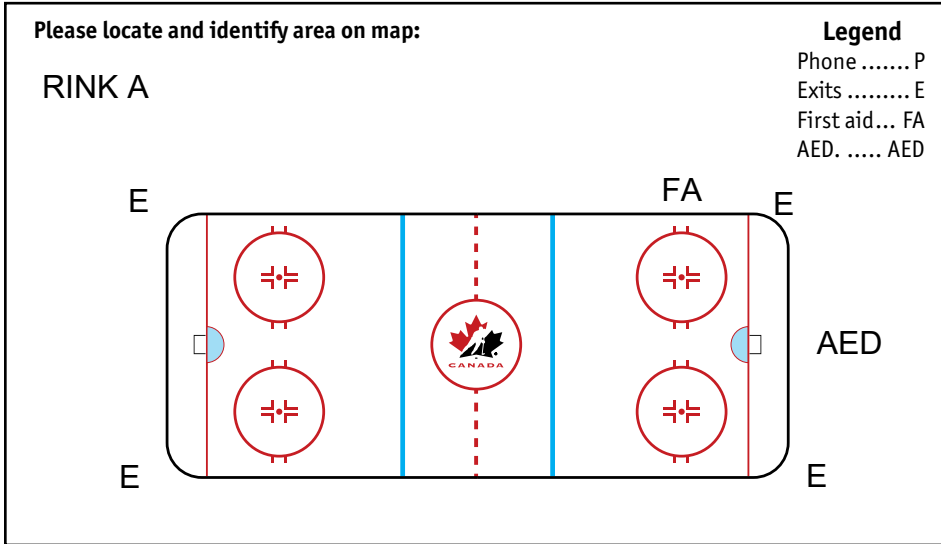 Please locate and identify area on map:
Legend
Phone ....... P
Exits ......... E
First aid... FA
AED. ..... AED
RINK A
E
FA
E
AED
CANADA
E
E